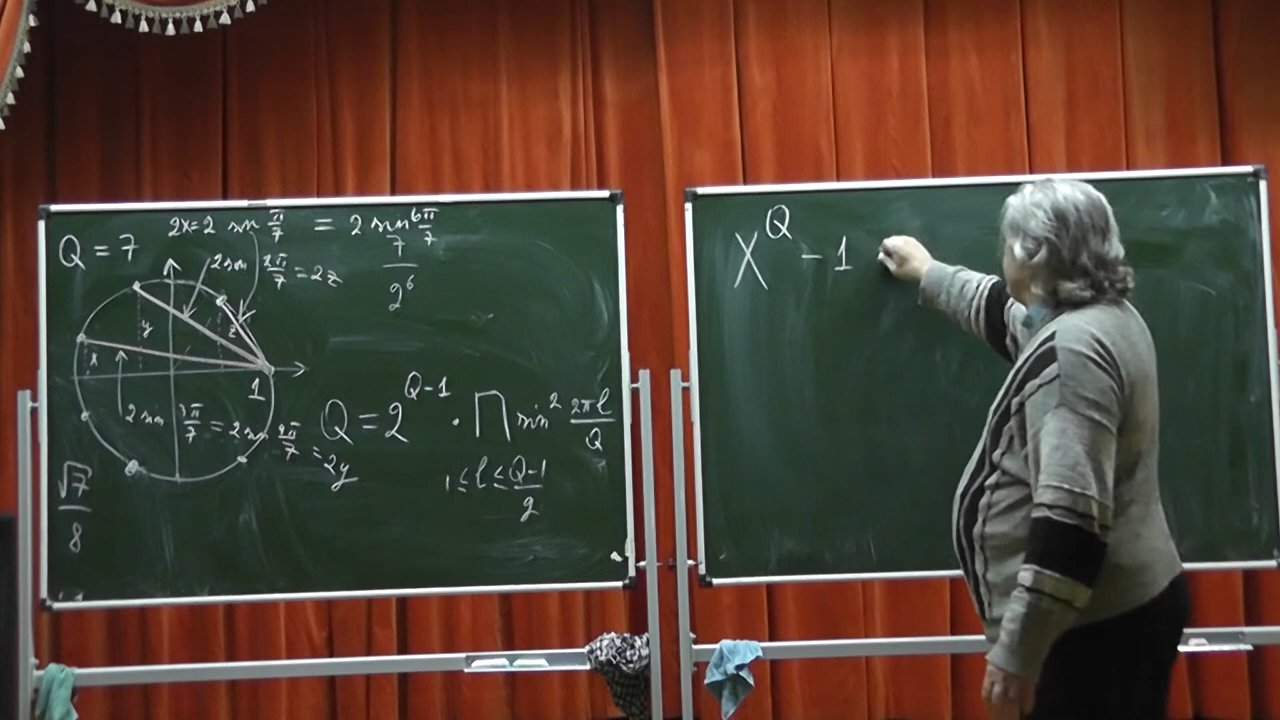 2x = 2 sin π/7 = 2 sin 6π/7
Q = 7
2 sin 2π/7 = 2z
7/2⁶
y
z
x
1
2 sin 3π/7 = 2 sin 4π/7 = 2y
Q = 2^(Q-1) · ∏ sin² 2πl/Q
1 ≤ l ≤ (Q-1)/2
√7/8
X^Q - 1